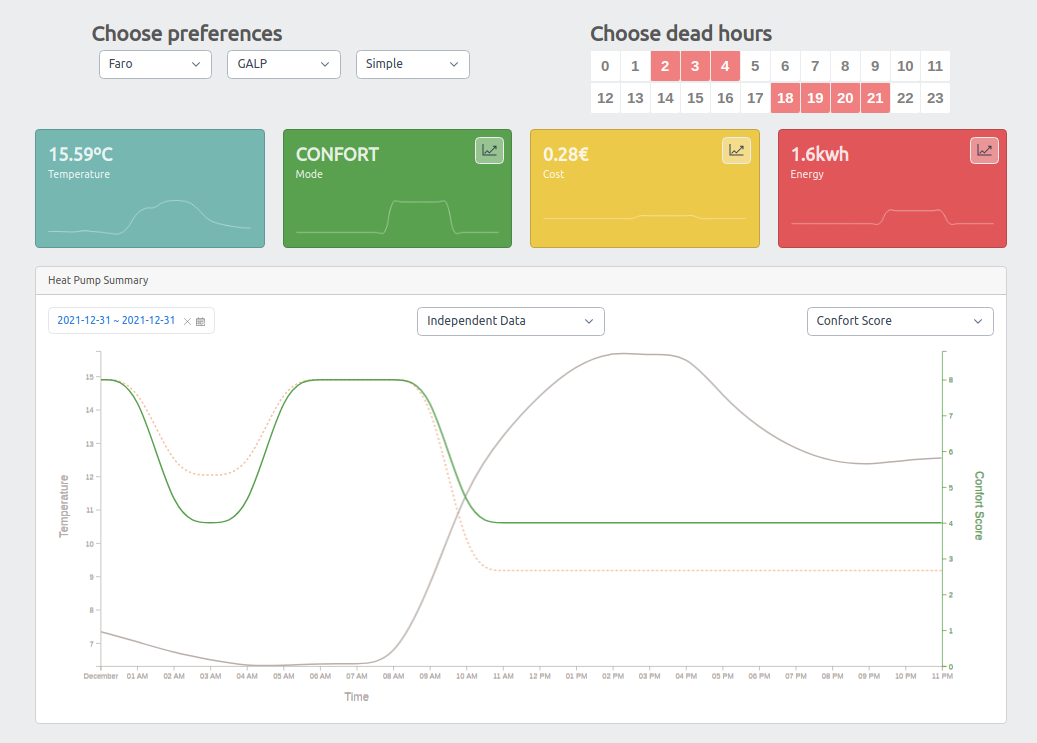 Choose preferences
Choose dead hours
Faro
GALP
Simple
0 1 2 3 4 5 6 7 8 9 10 11
12 13 14 15 16 17 18 19 20 21 22 23
15.59ºC
Temperature
CONFORT
Mode
0.28€
Cost
1.6kwh
Energy
Heat Pump Summary
2021-12-31 ~ 2021-12-31
Independent Data
Confort Score
15
14
13
12
11
10
9
8
7
Temperature
8
7
6
5
4
3
2
1
0
Confort Score
December 01 AM 02 AM 03 AM 04 AM 05 AM 06 AM 07 AM 08 AM 09 AM 10 AM 11 AM 12 PM 01 PM 02 PM 03 PM 04 PM 05 PM 06 PM 07 PM 08 PM 09 PM 10 PM 11 PM
Time